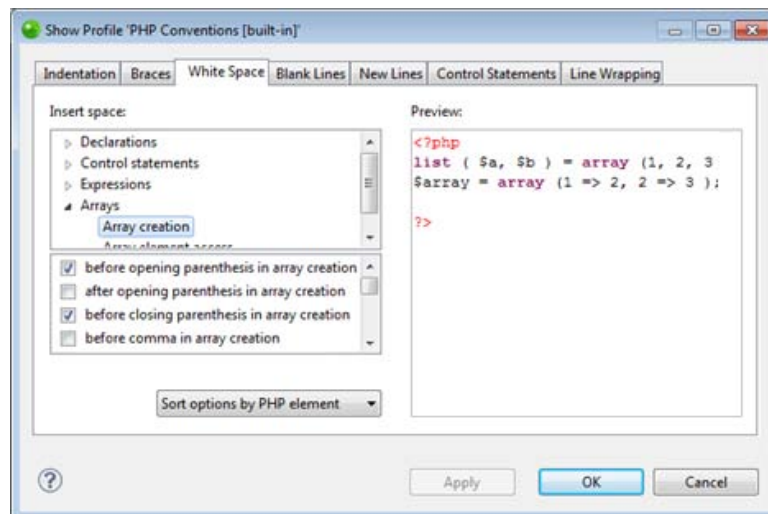 Show Profile 'PHP Conventions [built-in]'
Indentation Braces White Space Blank Lines New Lines Control Statements Line Wrapping
Insert space:
Declarations
Control statements
Expressions
Arrays
Array creation
Array element access
before opening parenthesis in array creation
after opening parenthesis in array creation
before closing parenthesis in array creation
before comma in array creation
Sort options by PHP element
Preview:
<?php
list ( $a, $b ) = array (1, 2, 3
$array = array (1 => 2, 2 => 3 );
?>
?
Apply OK Cancel